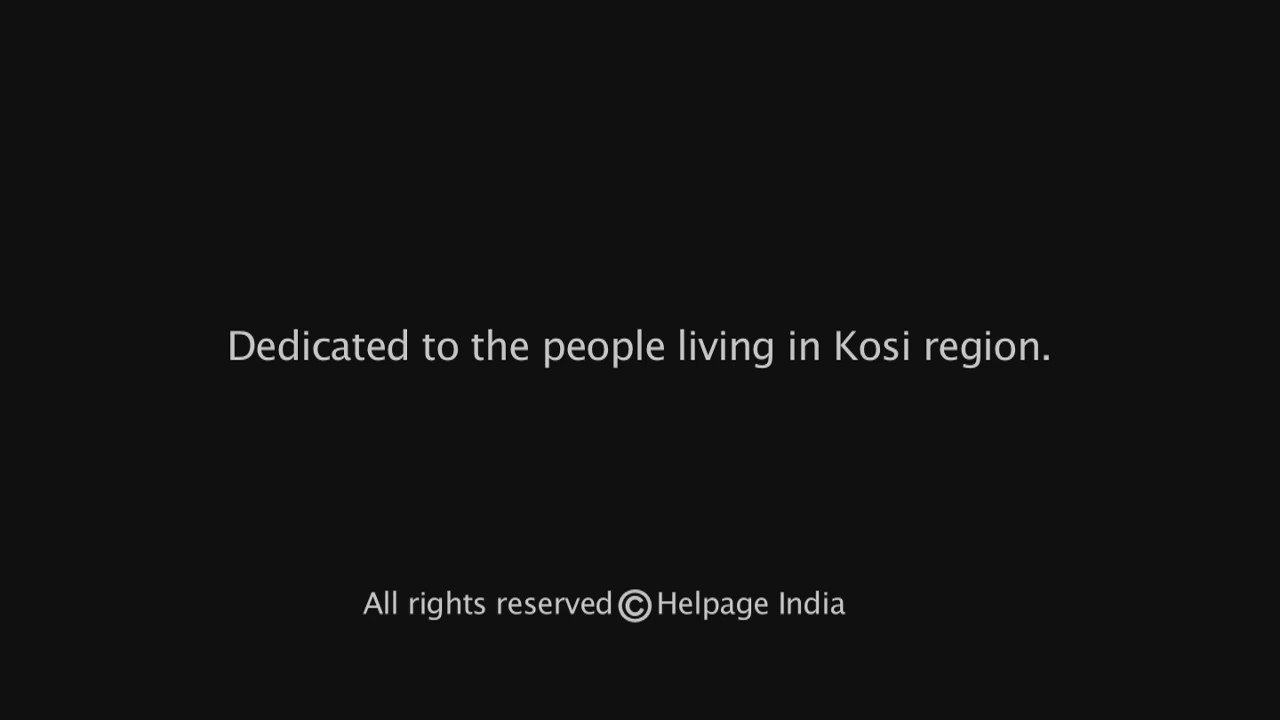 Dedicated to the people living in Kosi region.
All rights reserved©Helpage India